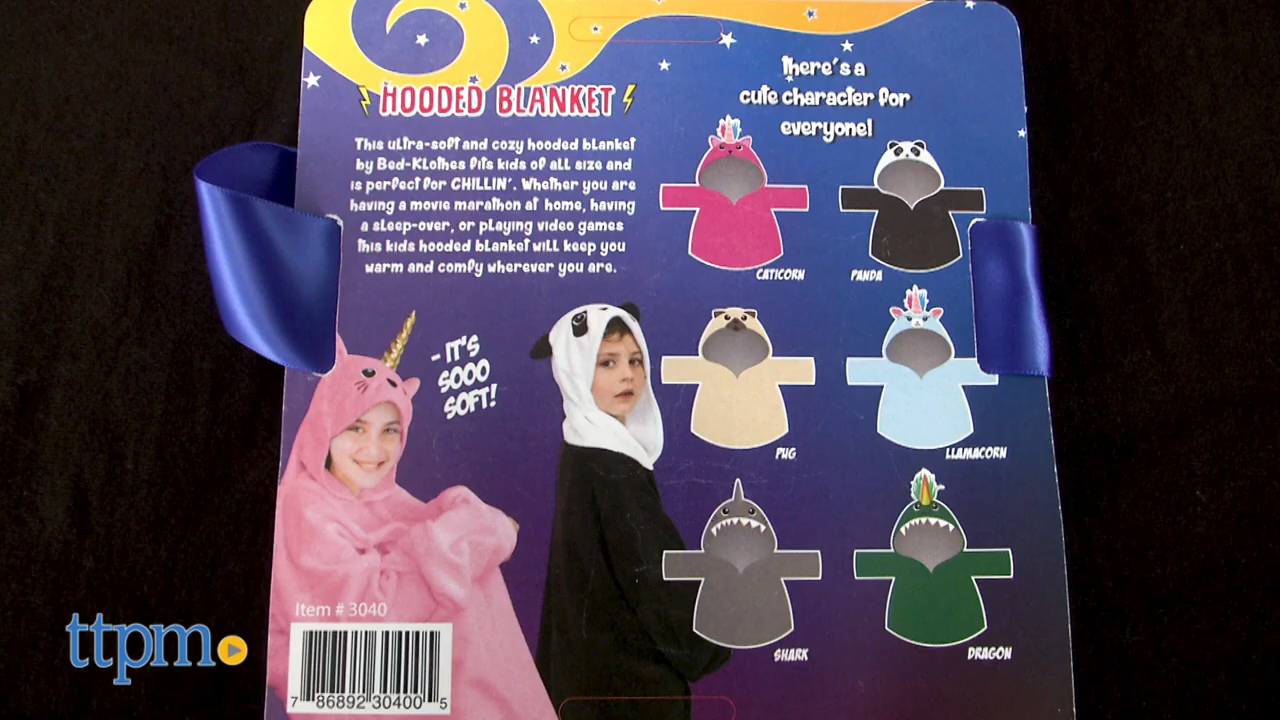 HOODED BLANKET
This ultra-soft and cozy hooded blanket
by Bed-Klothes fits kids of all size and
is perfect for CHILLIN'. Whether you are
having a movie marathon at home, having
a sleep-over, or playing video games
this kids hooded blanket will keep you
warm and comfy wherever you are.
There's a
cute character for
everyone!
CATICORN
PANDA
PUG
LLAMACORN
SHARK
DRAGON
- IT'S
SOOO
SOFT!
Item # 3040
7 86892 30400 5
ttpm